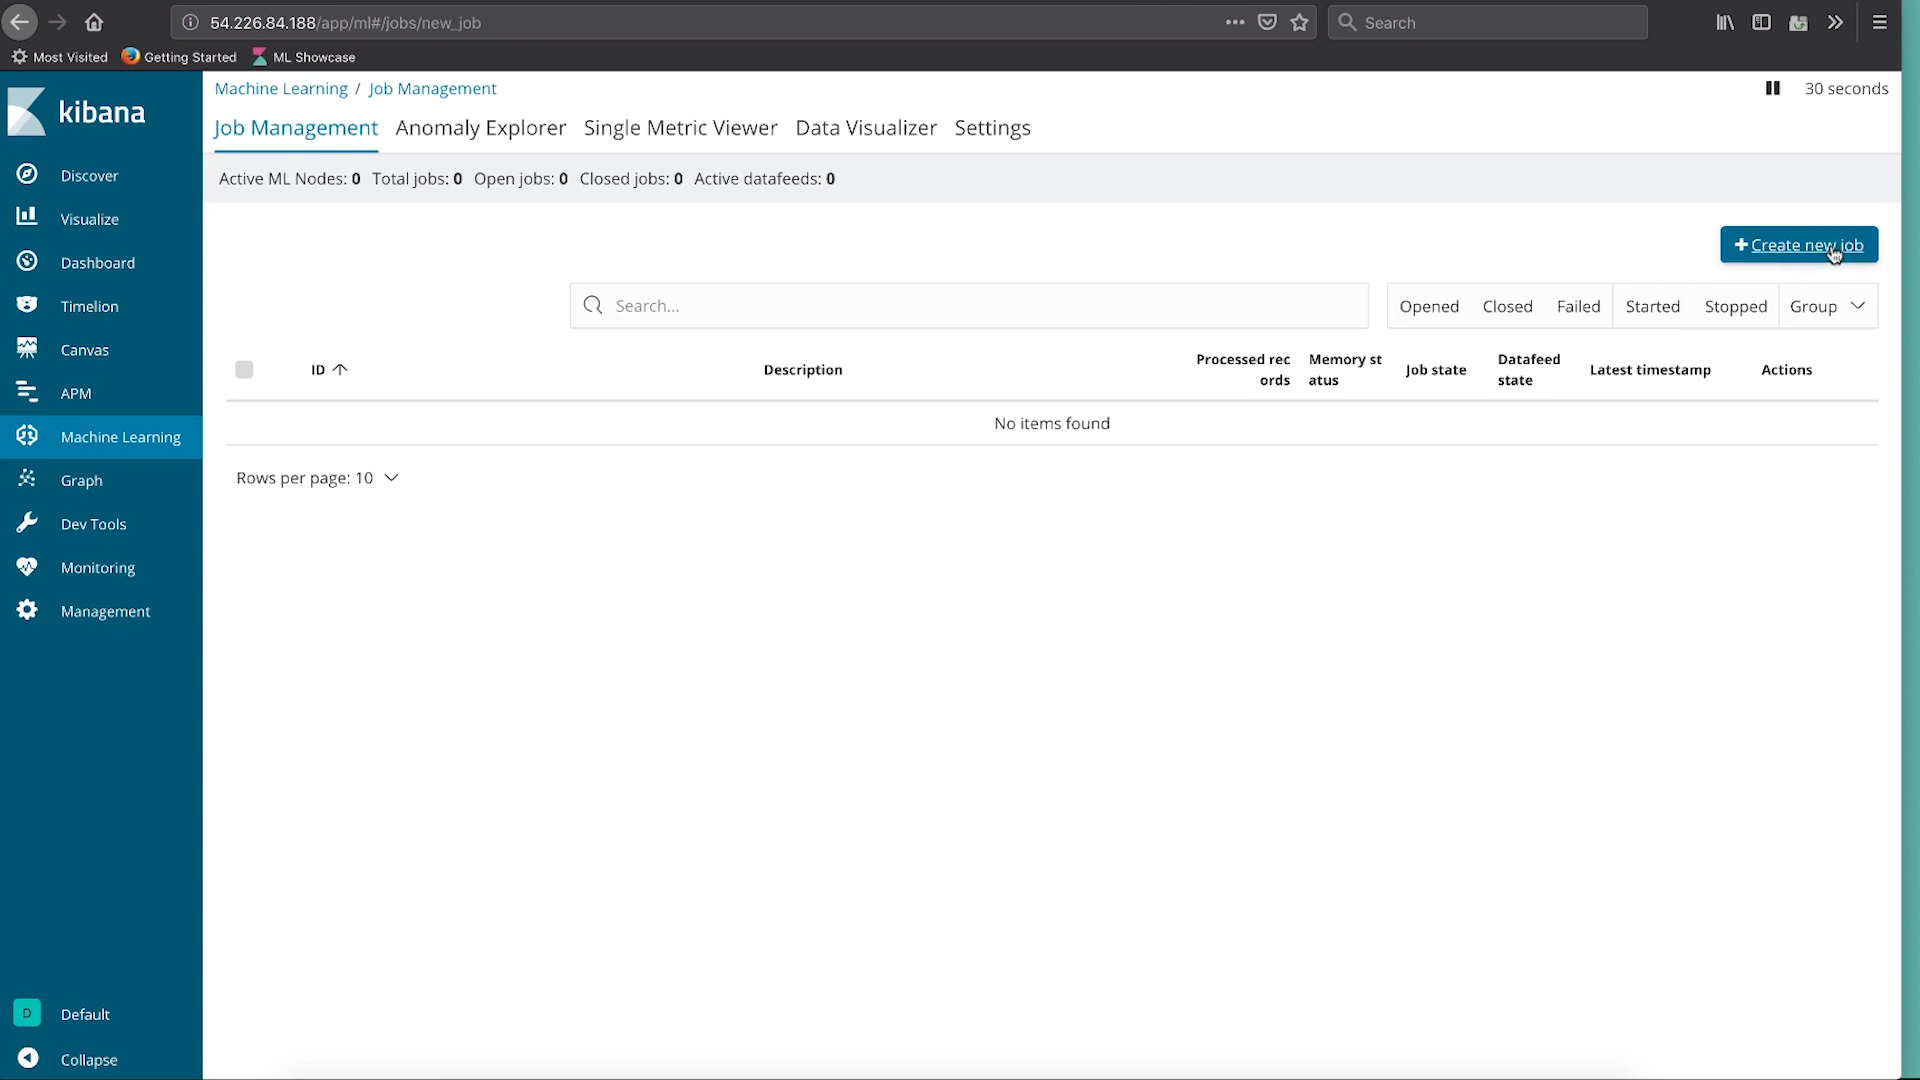 54.226.84.188/app/ml#/jobs/new_job
Search
Most Visited Getting Started ML Showcase
kibana
Discover
Visualize
Dashboard
Timelion
Canvas
APM
Machine Learning
Graph
Dev Tools
Monitoring
Management
D Default
Collapse
Machine Learning / Job Management
30 seconds
Job Management Anomaly Explorer Single Metric Viewer Data Visualizer Settings
Active ML Nodes: 0 Total jobs: 0 Open jobs: 0 Closed jobs: 0 Active datafeeds: 0
+ Create new job
Search...
Opened Closed Failed Started Stopped Group
ID Description Processed rec
ords Memory st
atus Job state Datafeed
state Latest timestamp Actions
No items found
Rows per page: 10